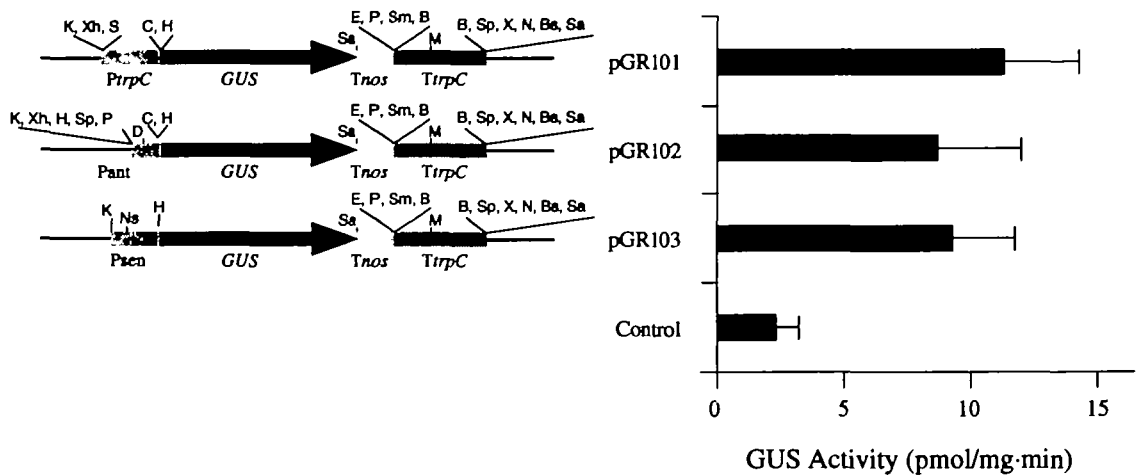 K, Xh, S
C, H
E, P, Sm, B
B, Sp, X, N, Bs, Sa
Sa
M
PtrpC
GUS
Tnos
TtrpC
pGR101
K, Xh, H, Sp, P
D
C, H
E, P, Sm, B
B, Sp, X, N, Bs, Sa
Sa
M
Pant
GUS
Tnos
TtrpC
pGR102
K
Ns
H
E, P, Sm, B
B, Sp, X, N, Bs, Sa
Sa
M
Psen
GUS
Tnos
TtrpC
pGR103
Control
0 5 10 15
GUS Activity (pmol/mg·min)